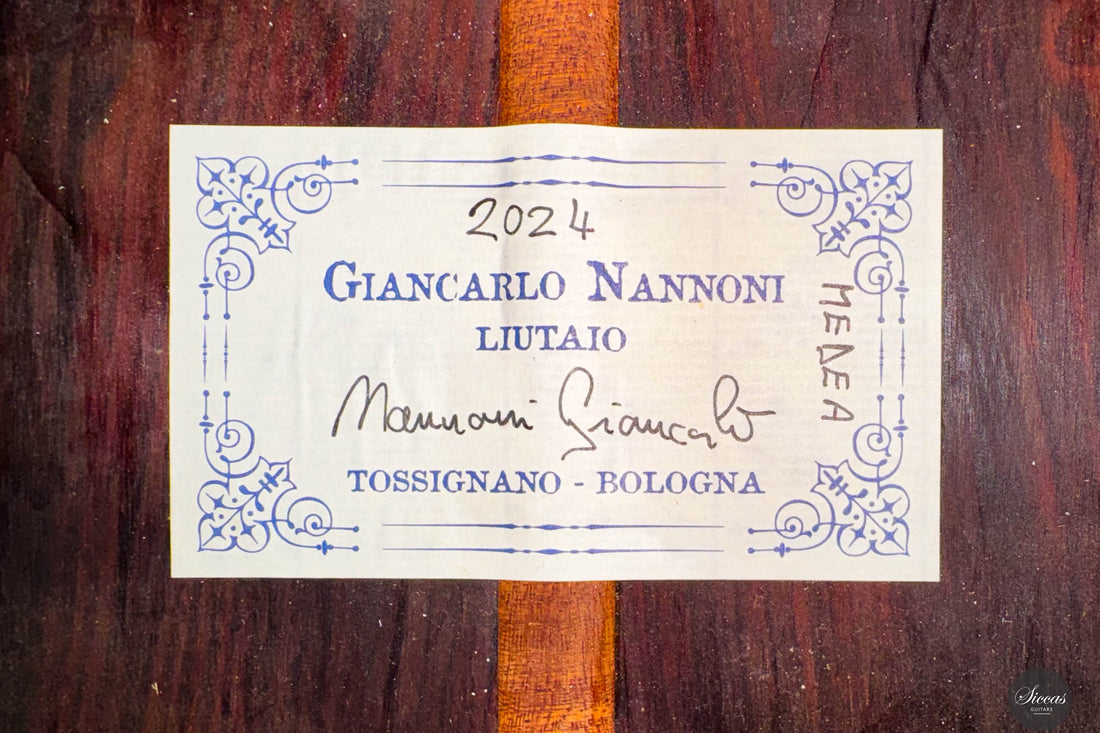 2024
GIANCARLO NANNONI
LIUTAIO
MEDEA
Nannoni Giancarlo
TOSSIGNANO - BOLOGNA
Siccas
GUITARS